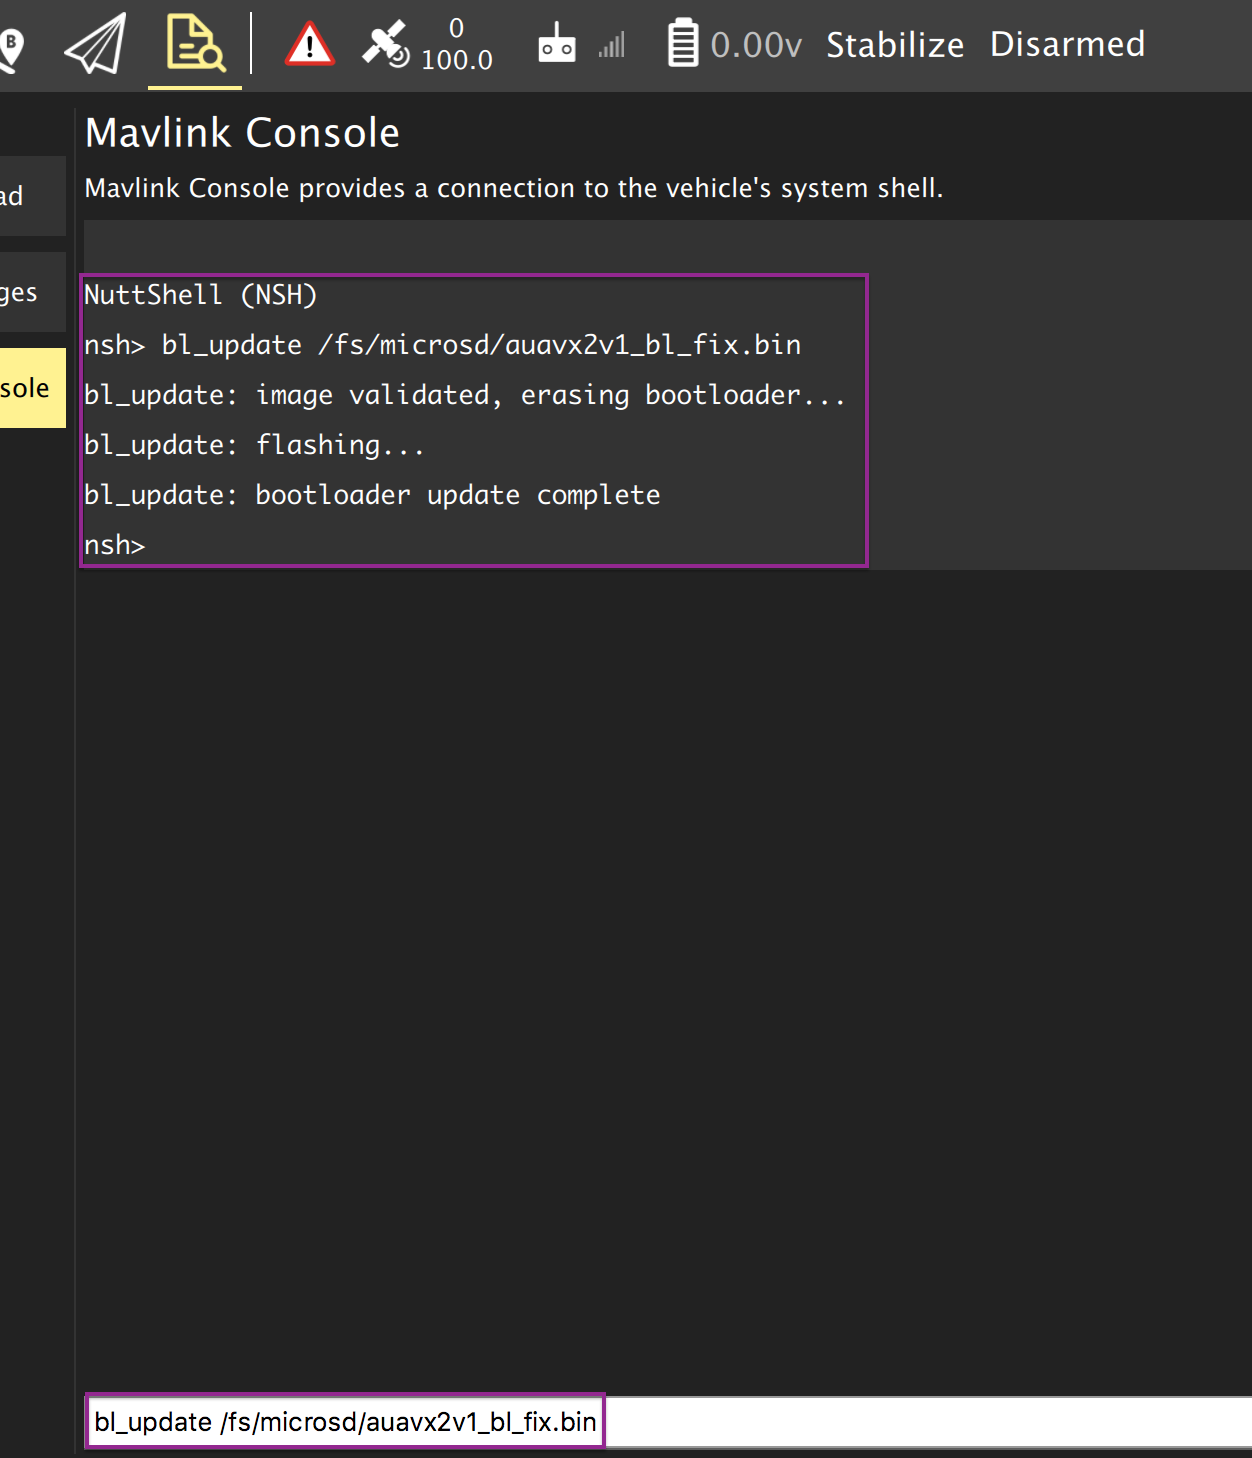 B
0
100.0
0.00v
Stabilize
Disarmed
Mavlink Console
Mavlink Console provides a connection to the vehicle's system shell.
ad
ges
sole
NuttShell (NSH)
nsh> bl_update /fs/microsd/auavx2v1_bl_fix.bin
bl_update: image validated, erasing bootloader...
bl_update: flashing...
bl_update: bootloader update complete
nsh>
bl_update /fs/microsd/auavx2v1_bl_fix.bin